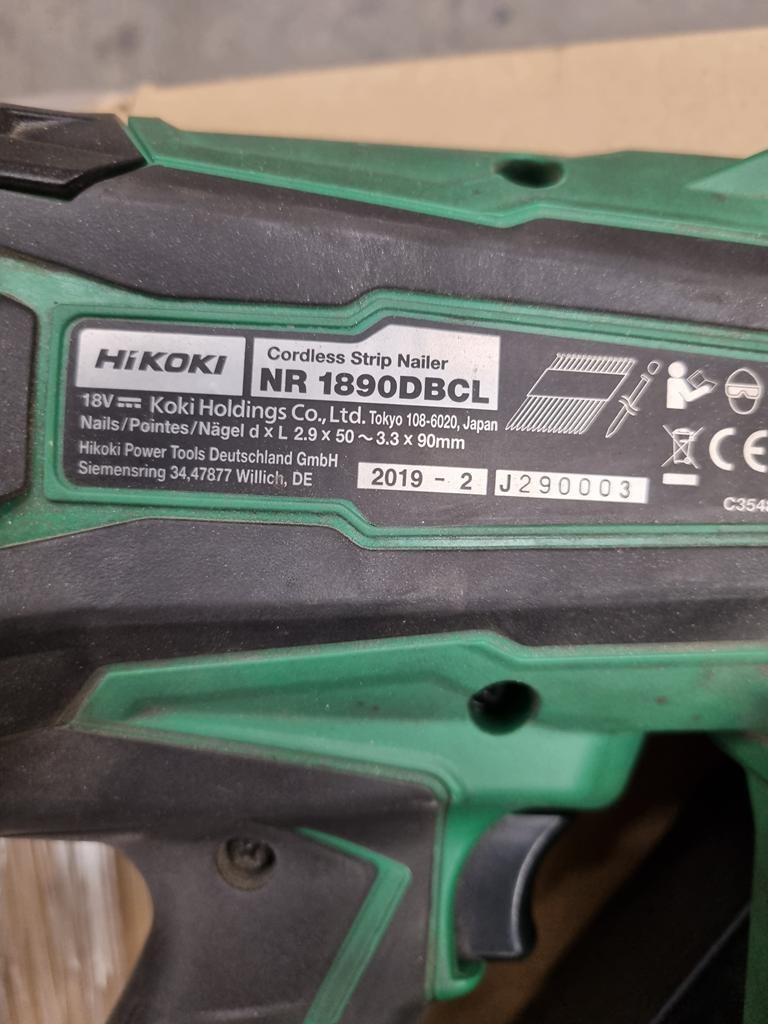 HiKOKI
Cordless Strip Nailer
NR 1890DBCL
18V Koki Holdings Co., Ltd. Tokyo 108-6020, Japan
Nails/Pointes/Nägel d x L 2.9 x 50 ~ 3.3 x 90mm
Hikoki Power Tools Deutschland GmbH
Siemensring 34,47877 Willich, DE
2019 - 2
J290003
CE